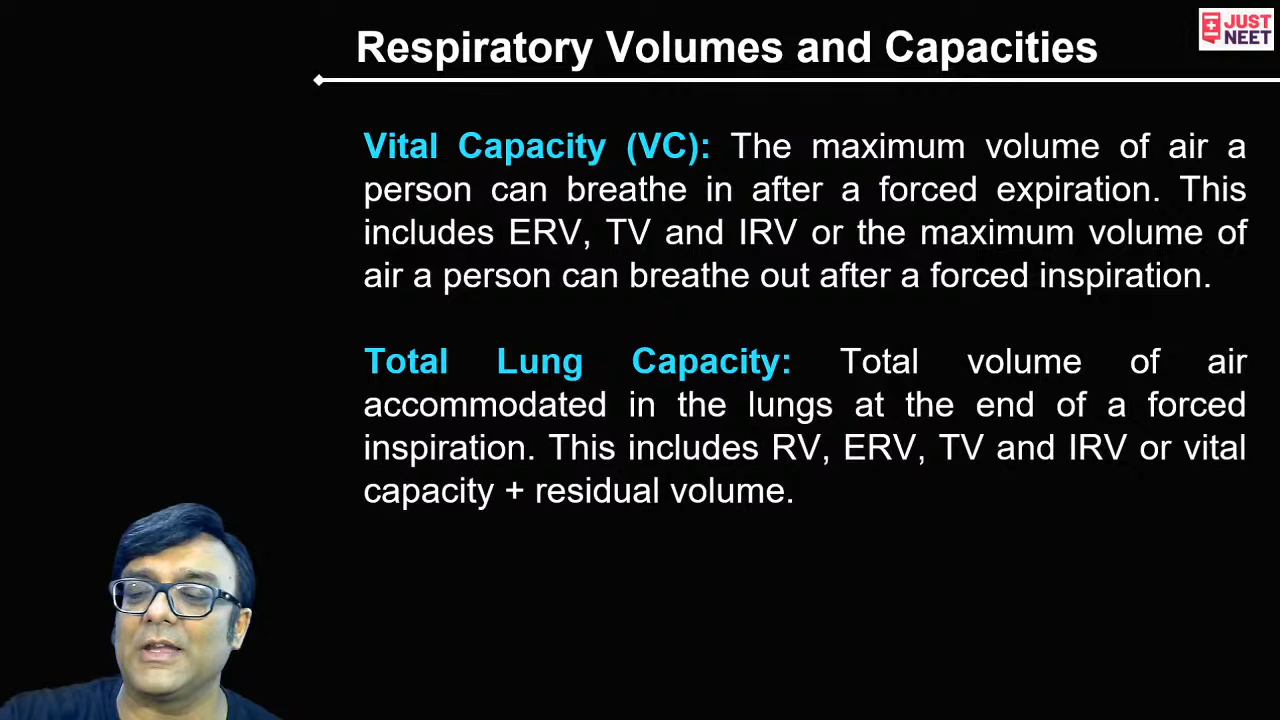 Respiratory Volumes and Capacities
JUST
NEET
Vital Capacity (VC): The maximum volume of air a
person can breathe in after a forced expiration. This
includes ERV, TV and IRV or the maximum volume of
air a person can breathe out after a forced inspiration.
Total Lung Capacity: Total volume of air
accommodated in the lungs at the end of a forced
inspiration. This includes RV, ERV, TV and IRV or vital
capacity + residual volume.